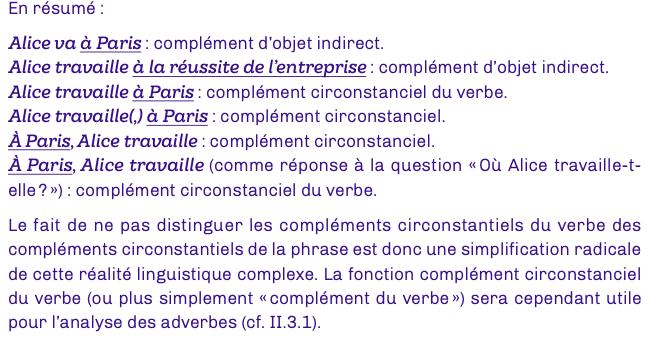 En résumé :
Alice va à Paris : complément d'objet indirect.
Alice travaille à la réussite de l'entreprise : complément d'objet indirect.
Alice travaille à Paris : complément circonstanciel du verbe.
Alice travaille(,) à Paris : complément circonstanciel.
À Paris, Alice travaille : complément circonstanciel.
À Paris, Alice travaille (comme réponse à la question « Où Alice travaille-t-
elle ? ») : complément circonstanciel du verbe.
Le fait de ne pas distinguer les compléments circonstantiels du verbe des
compléments circonstantiels de la phrase est donc une simplification radicale
de cette réalité linguistique complexe. La fonction complément circonstanciel
du verbe (ou plus simplement « complément du verbe ») sera cependant utile
pour l'analyse des adverbes (cf. II.3.1).